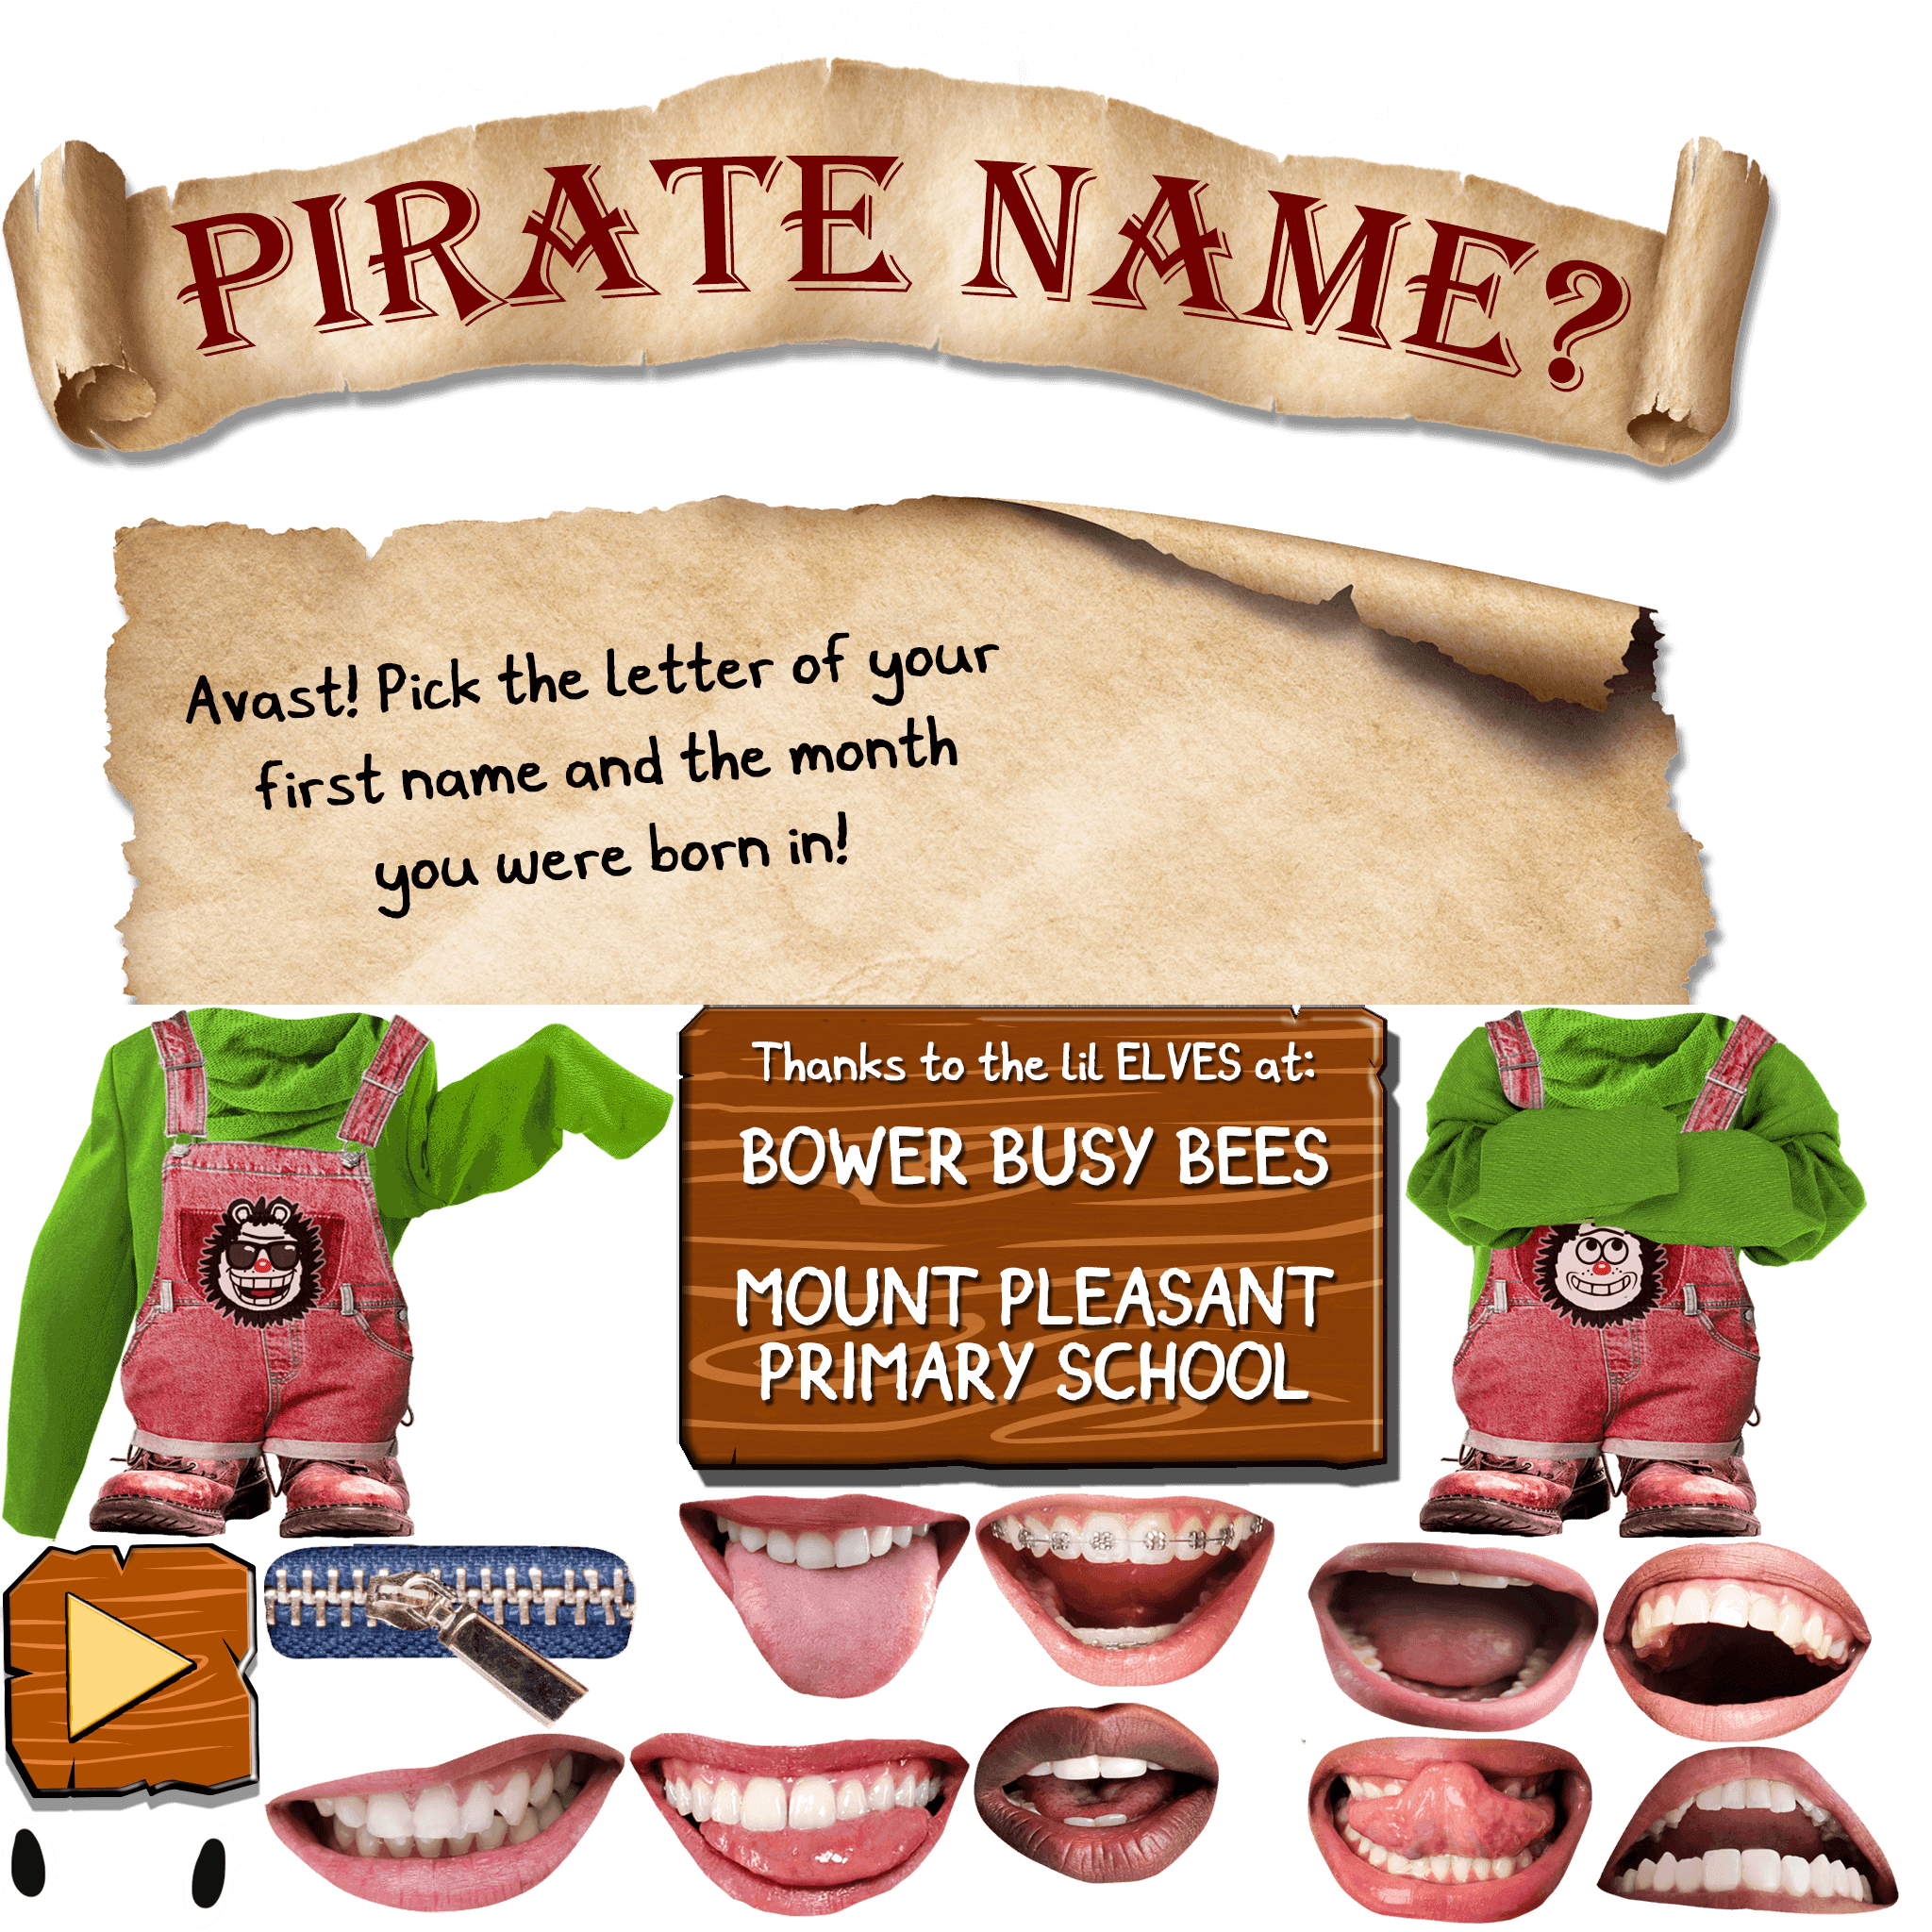 PIRATE NAME?
Avast! Pick the letter of your
first name and the month
you were born in!
Thanks to the lil ELVES at:
BOWER BUSY BEES
MOUNT PLEASANT
PRIMARY SCHOOL